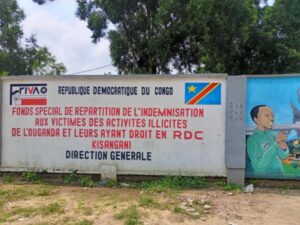 FRIVAO
REPUBLIQUE DEMOCRATIQUE DU CONGO
FONDS SPECIAL DE REPARTITION DE L'INDEMNISATION
AUX VICTIMES DES ACTIVITES ILLICITES
DE L'OUGANDA ET LEURS AYANT DROIT EN RDC
KISANGANI
DIRECTION GENERALE